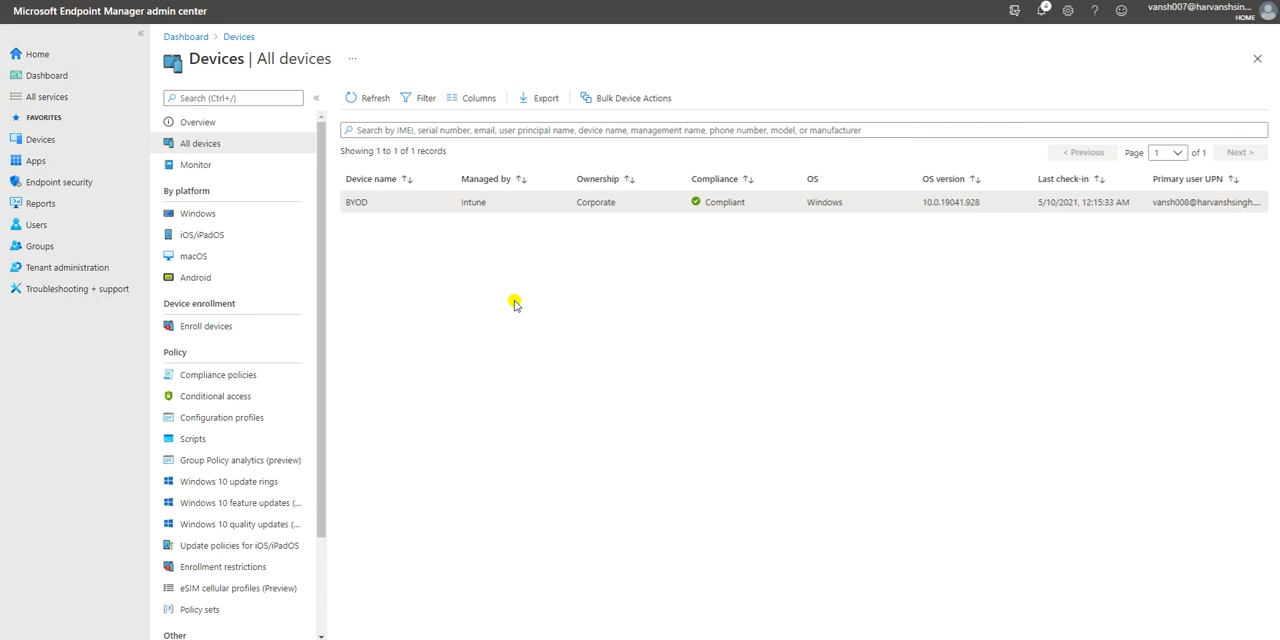 Microsoft Endpoint Manager admin center
4
vansh007@harvanshsin...
HOME
«
Home
Dashboard
All services
FAVORITES
Devices
Apps
Endpoint security
Reports
Users
Groups
Tenant administration
Troubleshooting + support
Dashboard > Devices
Devices | All devices ...
Search (Ctrl+/) «
Overview
All devices
Monitor
By platform
Windows
iOS/iPadOS
macOS
Android
Device enrollment
Enroll devices
Policy
Compliance policies
Conditional access
Configuration profiles
Scripts
Group Policy analytics (preview)
Windows 10 update rings
Windows 10 feature updates (...
Windows 10 quality updates (...
Update policies for iOS/iPadOS
Enrollment restrictions
eSIM cellular profiles (Preview)
Policy sets
Other
Refresh Filter Columns Export Bulk Device Actions
Search by IMEI, serial number, email, user principal name, device name, management name, phone number, model, or manufacturer
Showing 1 to 1 of 1 records
< Previous Page 1 of 1 Next >
Device name Managed by Ownership Compliance OS OS version Last check-in Primary user UPN
BYOD Intune Corporate Compliant Windows 10.0.19041.928 5/10/2021, 12:15:33 AM vansh008@harvanshsingh....